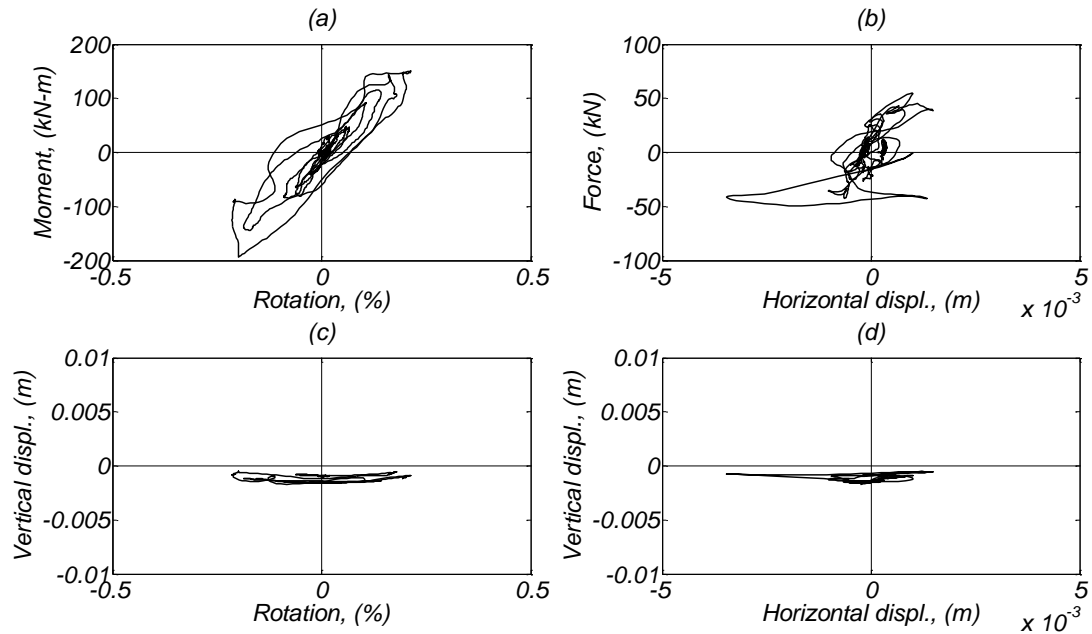 (a)
Moment, (kN-m)
200
100
0
-100
-200
-0.5
0
0.5
Rotation, (%)
(b)
Force, (kN)
100
50
0
-50
-100
-5
0
5
Horizontal displ., (m)
x 10-3
(c)
Vertical displ., (m)
0.01
0.005
0
-0.005
-0.01
-0.5
0
0.5
Rotation, (%)
(d)
Vertical displ., (m)
0.01
0.005
0
-0.005
-0.01
-5
0
5
Horizontal displ., (m)
x 10-3